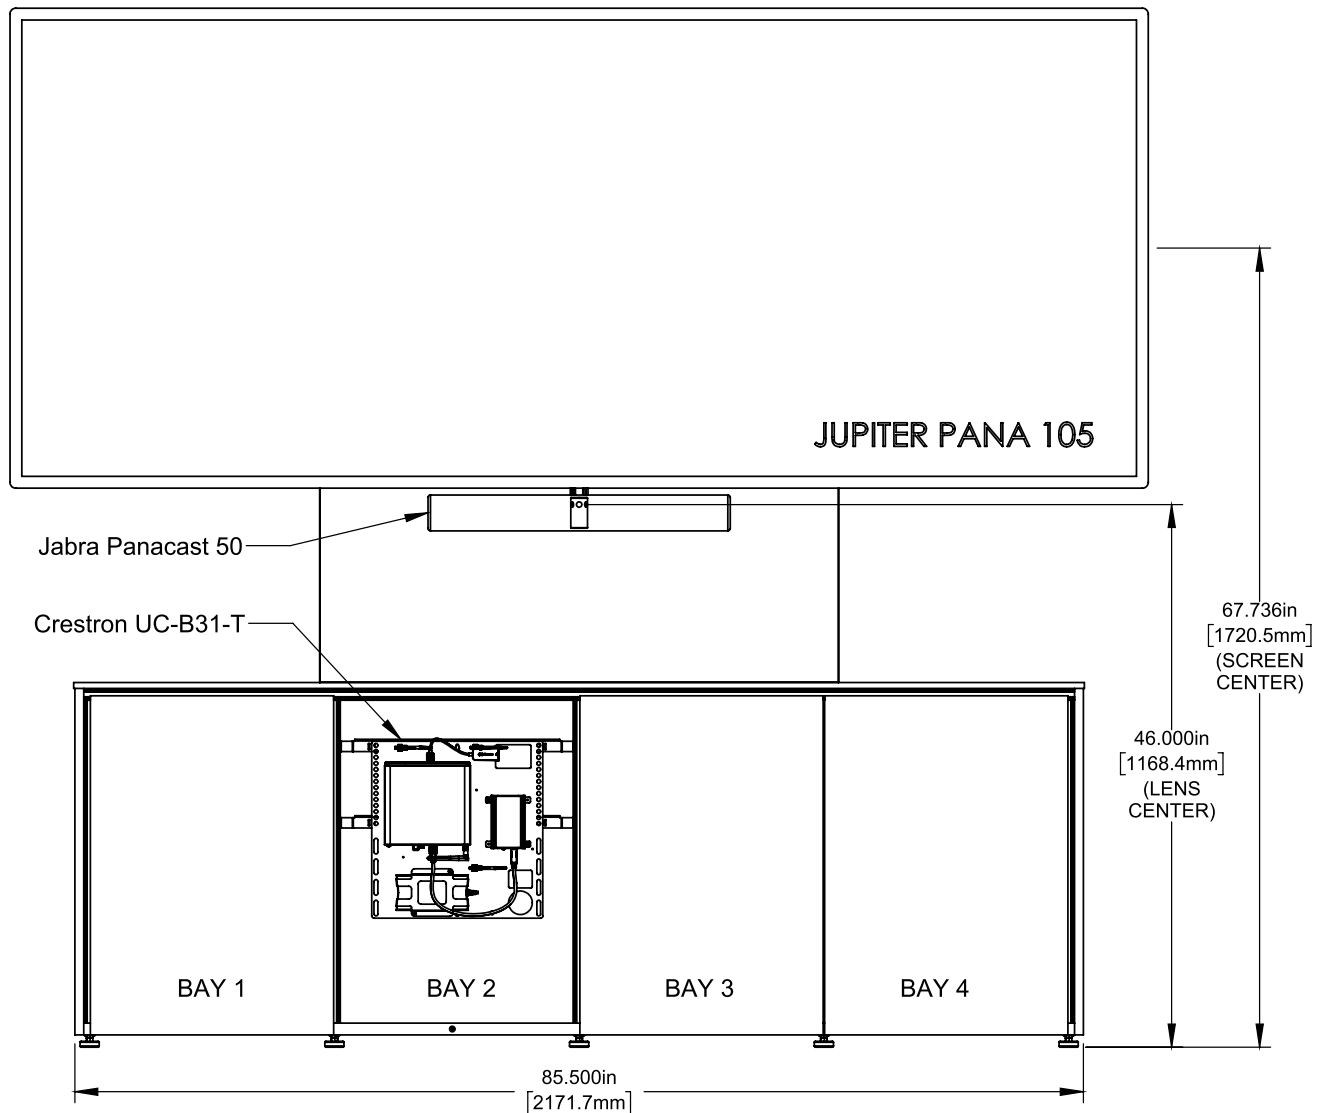 JUPITER PANA 105
Jabra Panacast 50
Crestron UC-B31-T
67.736in
[1720.5mm]
(SCREEN
CENTER)
46.000in
[1168.4mm]
(LENS
CENTER)
BAY 1
BAY 2
BAY 3
BAY 4
85.500in
[2171.7mm]